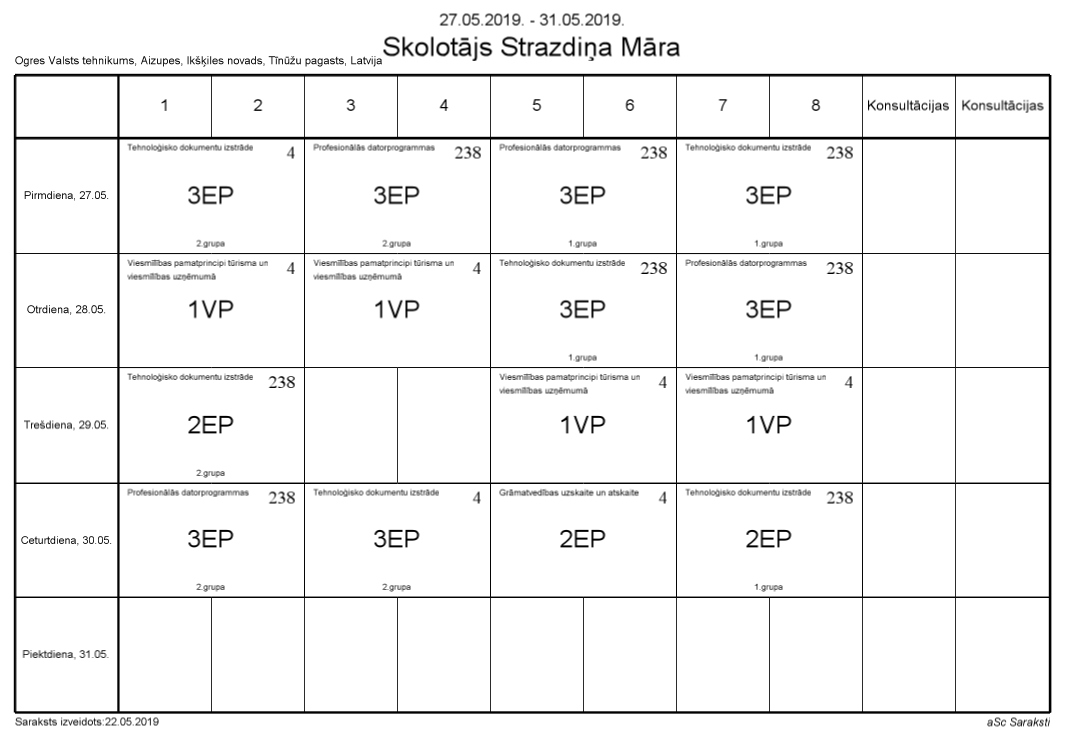 27.05.2019. - 31.05.2019.
Skolotājs Strazdiņa Māra
Ogres Valsts tehnikums, Aizupes, Ikšķiles novads, Tīnūžu pagasts, Latvija
1 2 3 4 5 6 7 8 Konsultācijas Konsultācijas
Pirmdiena, 27.05.
Tehnoloģisko dokumentu izstrāde 4
3EP
2.grupa
Profesionālās datorprogrammas 238
3EP
2.grupa
Profesionālās datorprogrammas 238
3EP
1.grupa
Tehnoloģisko dokumentu izstrāde 238
3EP
1.grupa
Otrdiena, 28.05.
Viesmīlības pamatprincipi tūrisma un 4
viesmīlības uzņēmumā
1VP
Viesmīlības pamatprincipi tūrisma un 4
viesmīlības uzņēmumā
1VP
Tehnoloģisko dokumentu izstrāde 238
3EP
1.grupa
Profesionālās datorprogrammas 238
3EP
1.grupa
Trešdiena, 29.05.
Tehnoloģisko dokumentu izstrāde 238
2EP
2.grupa
Viesmīlības pamatprincipi tūrisma un 4
viesmīlības uzņēmumā
1VP
Viesmīlības pamatprincipi tūrisma un 4
viesmīlības uzņēmumā
1VP
Ceturtdiena, 30.05.
Profesionālās datorprogrammas 238
3EP
2.grupa
Tehnoloģisko dokumentu izstrāde 4
3EP
2.grupa
Grāmatvedības uzskaite un atskaite 4
2EP
Tehnoloģisko dokumentu izstrāde 238
2EP
1.grupa
Piektdiena, 31.05.
Saraksts izveidots:22.05.2019
aSc Saraksti